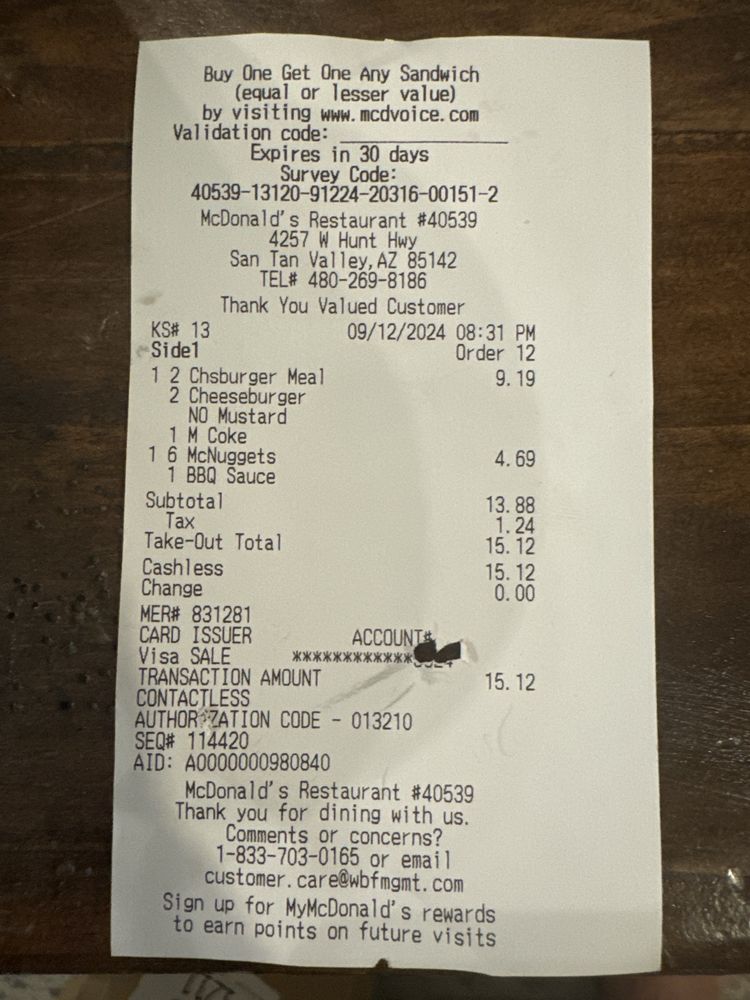 Buy One Get One Any Sandwich
(equal or lesser value)
by visiting www.mcdvoice.com
Validation code: ________________
Expires in 30 days
Survey Code:
40539-13120-91224-20316-00151-2
McDonald's Restaurant #40539
4257 W Hunt Hwy
San Tan Valley,AZ 85142
TEL# 480-269-8186
Thank You Valued Customer
KS# 13 09/12/2024 08:31 PM
Side1 Order 12
1 2 Chsburger Meal 9.19
2 Cheeseburger
NO Mustard
1 M Coke
1 6 McNuggets 4.69
1 BBQ Sauce
Subtotal 13.88
Tax 1.24
Take-Out Total 15.12
Cashless 15.12
Change 0.00
MER# 831281
CARD ISSUER ACCOUNT#
Visa SALE ************
TRANSACTION AMOUNT 15.12
CONTACTLESS
AUTHORIZATION CODE - 013210
SEQ# 114420
AID: A0000000980840
McDonald's Restaurant #40539
Thank you for dining with us.
Comments or concerns?
1-833-703-0165 or email
customer.care@wbfmgmt.com
Sign up for MyMcDonald's rewards
to earn points on future visits